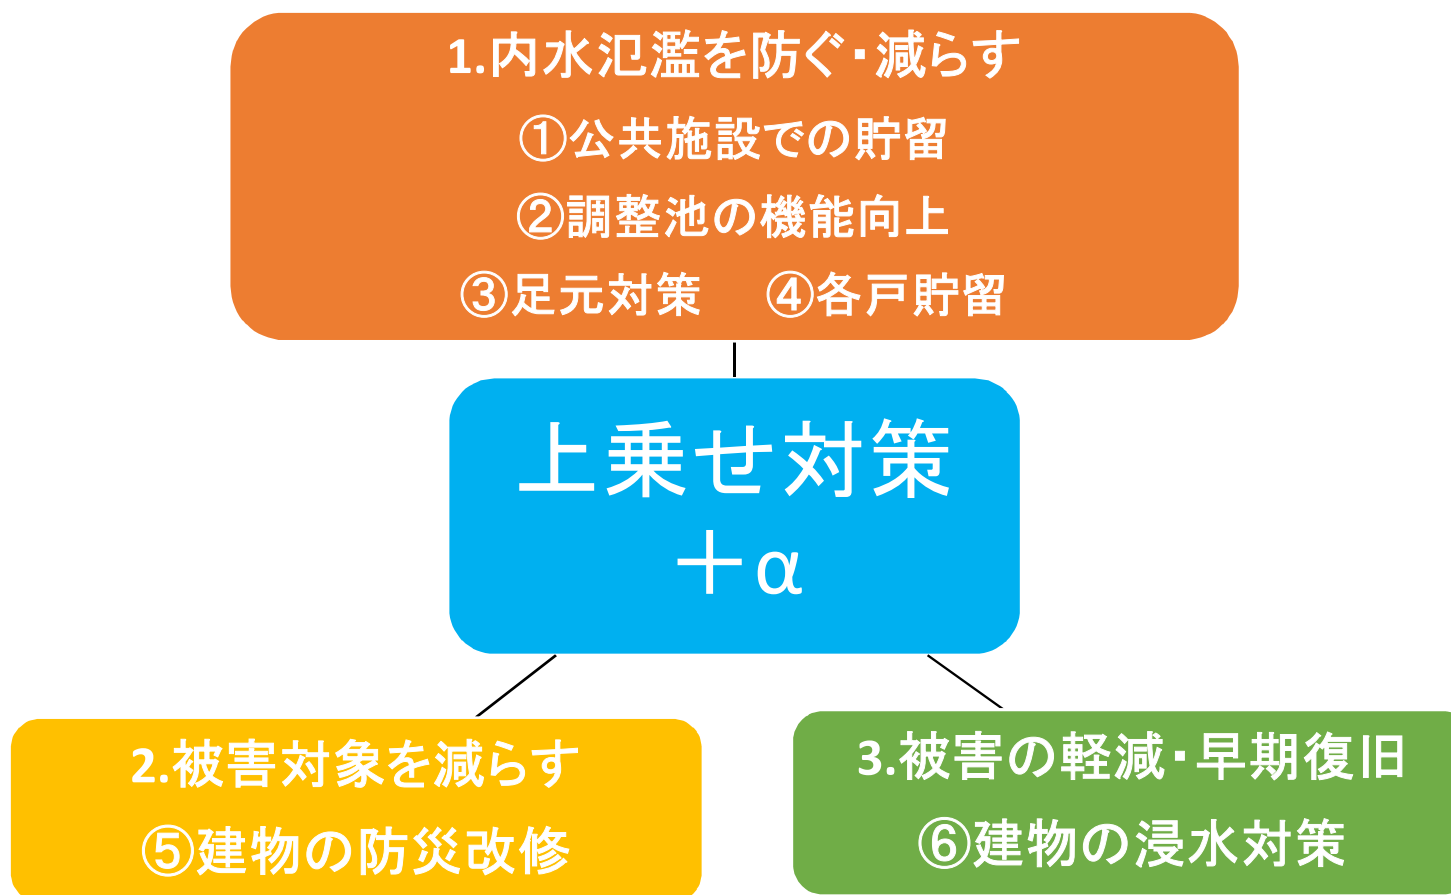 1.内水氾濫を防ぐ・減らす
①公共施設での貯留
②調整池の機能向上
③足元対策　④各戸貯留
上乗せ対策
＋α
2.被害対象を減らす
⑤建物の防災改修
3.被害の軽減・早期復旧
⑥建物の浸水対策